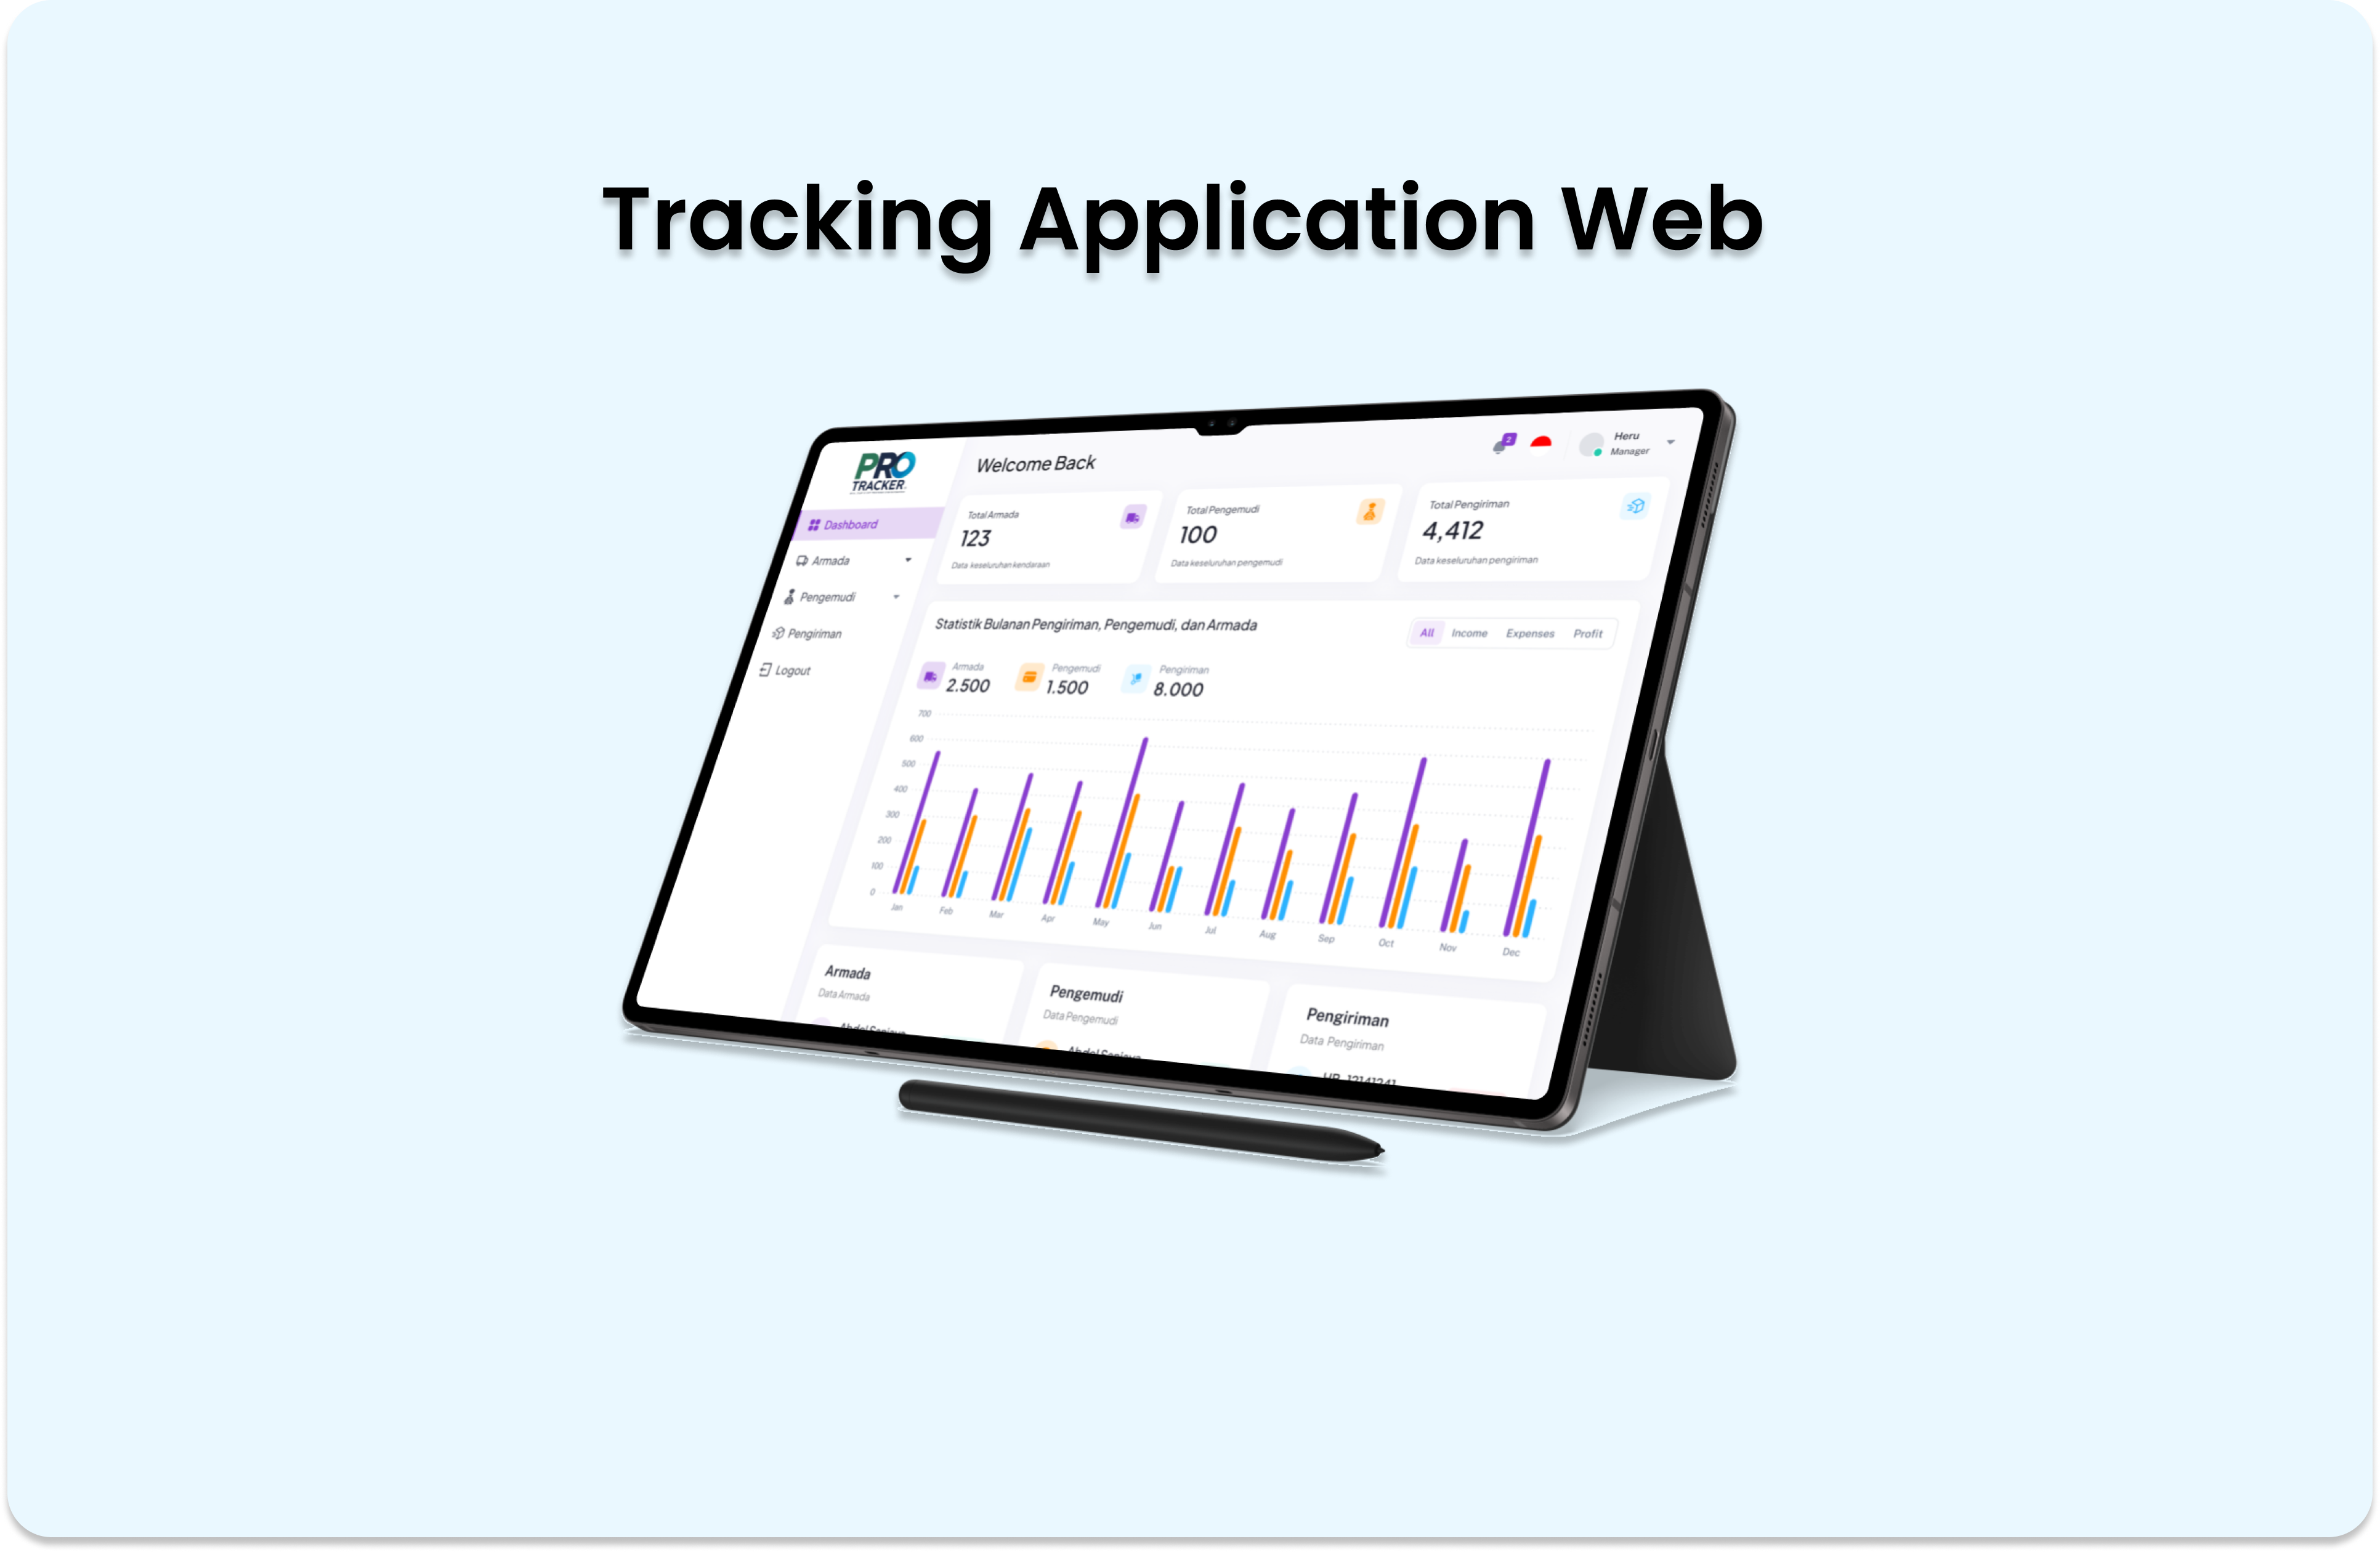 Tracking Application Web
PRO
TRACKER
Welcome Back
2
Heru
Manager
Dashboard
Armada
Pengemudi
Pengiriman
Logout
Total Armada
123
Data keseluruhan kendaraan
Total Pengemudi
100
Data keseluruhan pengemudi
Total Pengiriman
4,412
Data keseluruhan pengiriman
Statistik Bulanan Pengiriman, Pengemudi, dan Armada
All Income Expenses Profit
Armada
2.500
Pengemudi
1.500
Pengiriman
8.000
700
600
500
400
300
200
100
0
Jan Feb Mar Apr May Jun Jul Aug Sep Oct Nov Dec
Armada
Data Armada
Abdel Sanjaya
Pengemudi
Data Pengemudi
Abdel Sanjaya
Pengiriman
Data Pengiriman